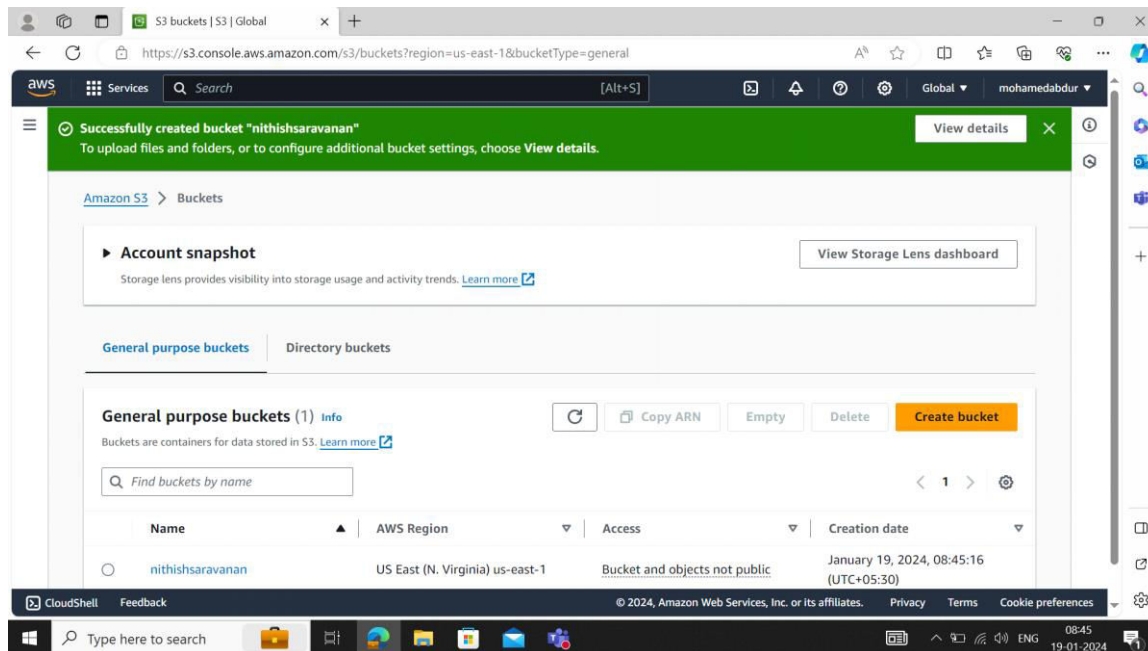 S3 buckets | S3 | Global
https://s3.console.aws.amazon.com/s3/buckets?region=us-east-1&bucketType=general
aws
Services
Search
[Alt+S]
Global
mohamedabdur
Successfully created bucket "nithishsaravanan"
To upload files and folders, or to configure additional bucket settings, choose View details.
View details
Amazon S3 > Buckets
Account snapshot
Storage lens provides visibility into storage usage and activity trends. Learn more
View Storage Lens dashboard
General purpose buckets
Directory buckets
General purpose buckets (1) Info
Buckets are containers for data stored in S3. Learn more
Copy ARN
Empty
Delete
Create bucket
Find buckets by name
1
Name AWS Region Access Creation date
nithishsaravanan US East (N. Virginia) us-east-1 Bucket and objects not public January 19, 2024, 08:45:16
(UTC+05:30)
CloudShell Feedback © 2024, Amazon Web Services, Inc. or its affiliates. Privacy Terms Cookie preferences
Type here to search
ENG
08:45
19-01-2024